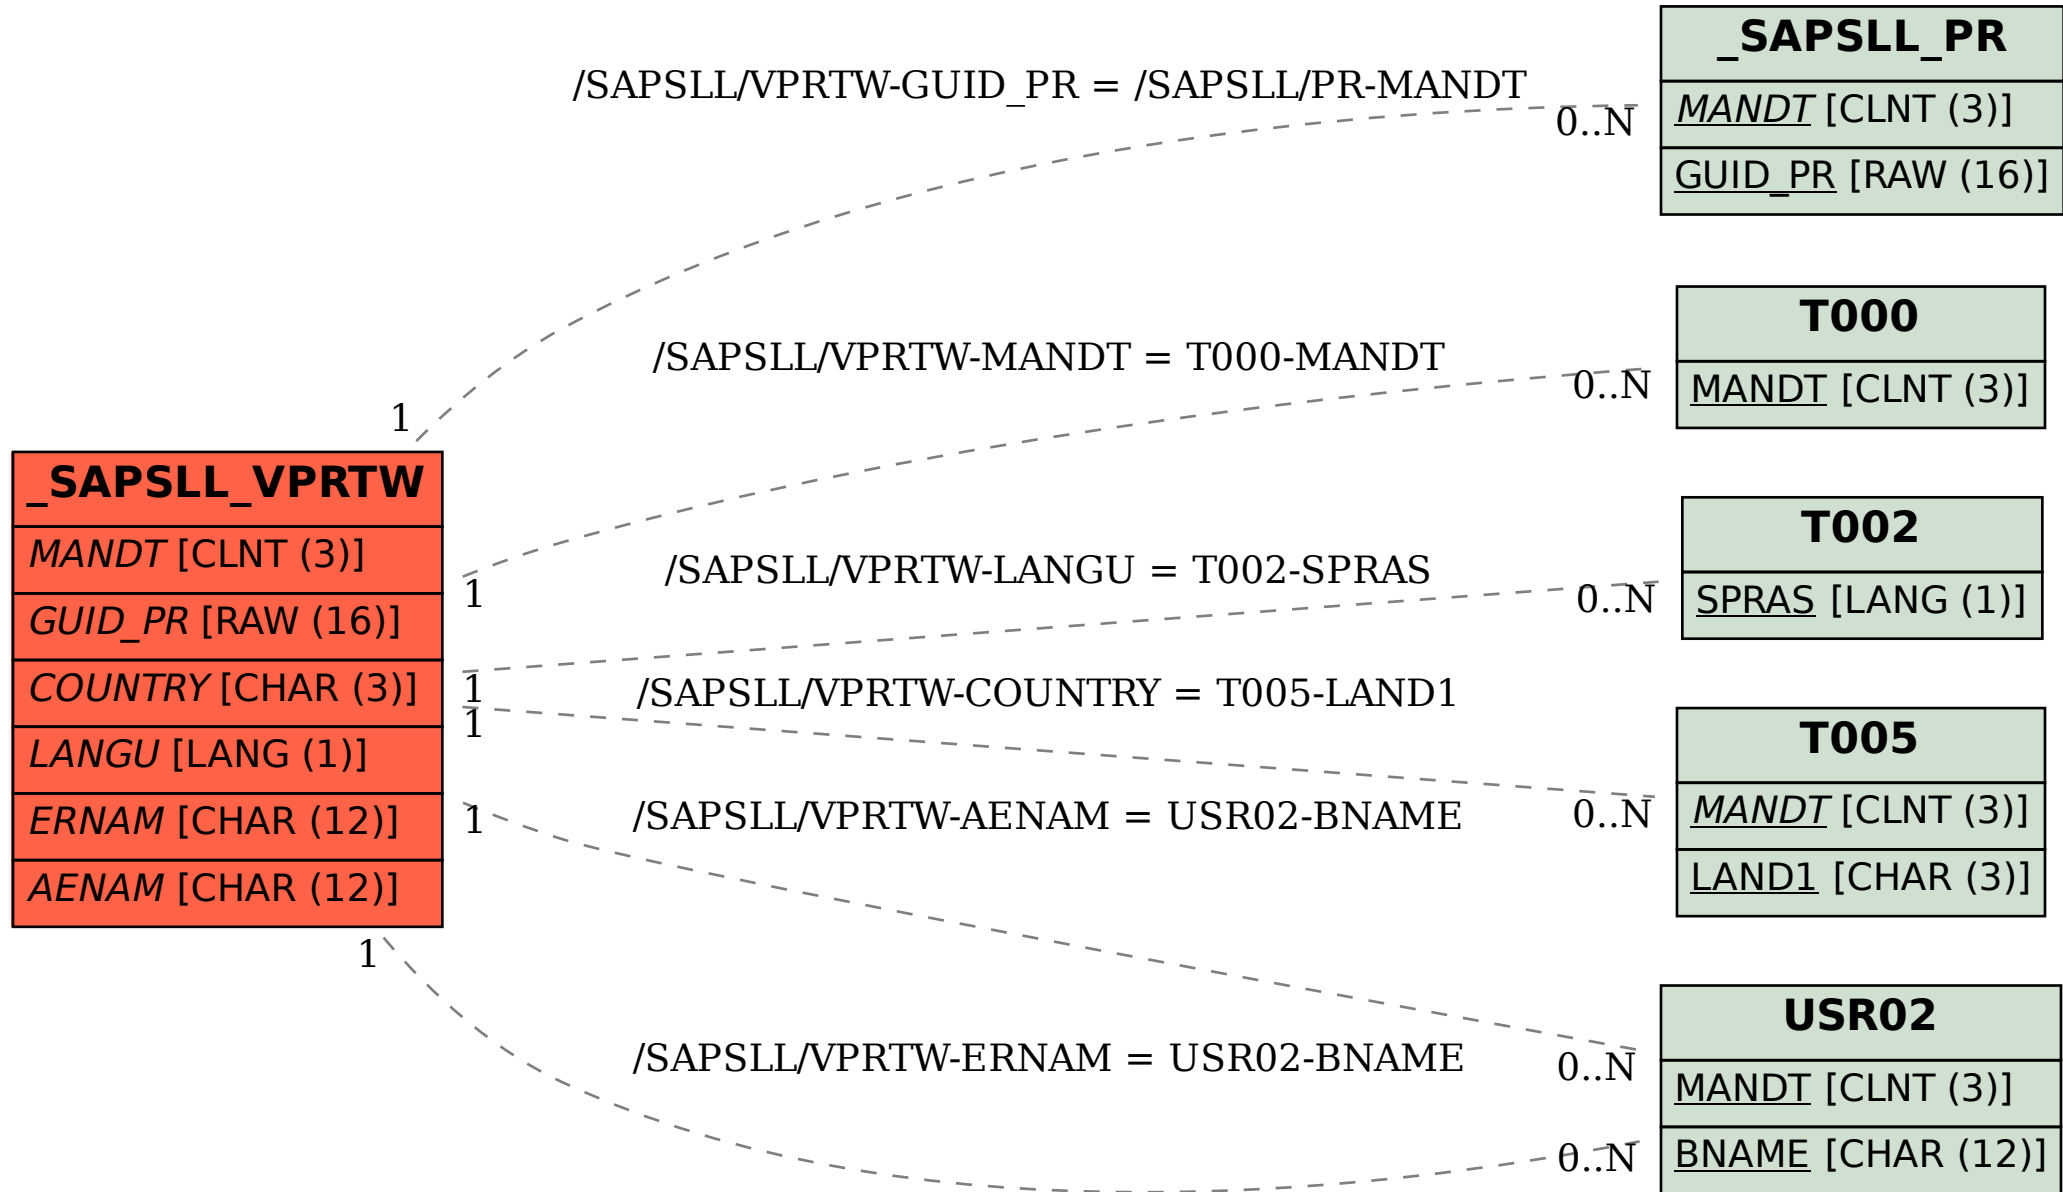 _SAPSLL_PR
MANDT [CLNT (3)]
GUID_PR [RAW (16)]
/SAPSLL/VPRTW-GUID_PR = /SAPSLL/PR-MANDT
0..N
1
T000
MANDT [CLNT (3)]
/SAPSLL/VPRTW-MANDT = T000-MANDT
0..N
1
_SAPSLL_VPRTW
MANDT [CLNT (3)]
GUID_PR [RAW (16)]
COUNTRY [CHAR (3)]
LANGU [LANG (1)]
ERNAM [CHAR (12)]
AENAM [CHAR (12)]
T002
SPRAS [LANG (1)]
/SAPSLL/VPRTW-LANGU = T002-SPRAS
0..N
1
/SAPSLL/VPRTW-COUNTRY = T005-LAND1
1
0..N
T005
MANDT [CLNT (3)]
LAND1 [CHAR (3)]
/SAPSLL/VPRTW-AENAM = USR02-BNAME
1
0..N
USR02
MANDT [CLNT (3)]
BNAME [CHAR (12)]
/SAPSLL/VPRTW-ERNAM = USR02-BNAME
1
0..N